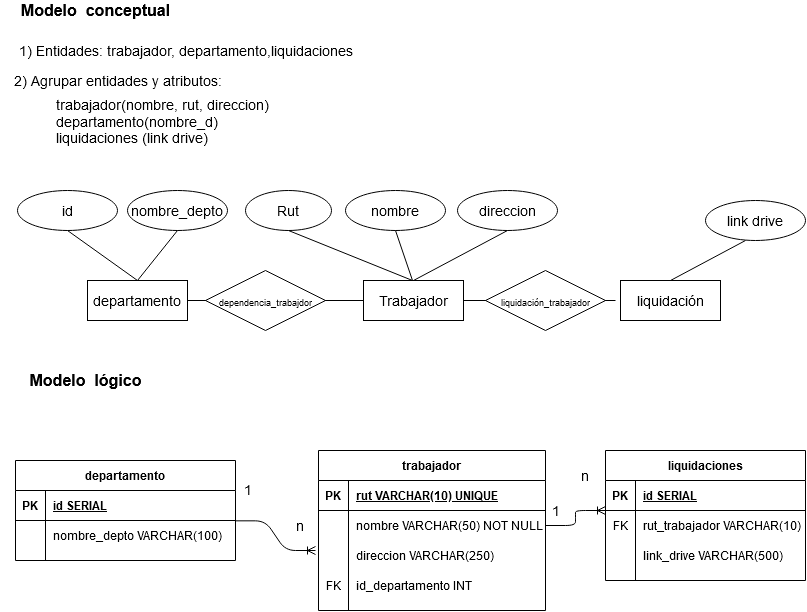 Modelo conceptual
1) Entidades: trabajador, departamento,liquidaciones
2) Agrupar entidades y atributos:
trabajador(nombre, rut, direccion)
departamento(nombre_d)
liquidaciones (link drive)
id
nombre_depto
Rut
nombre
direccion
link drive
departamento
dependencia_trabajdor
Trabajador
liquidación_trabajador
liquidación
Modelo lógico
departamento
PK id SERIAL
nombre_depto VARCHAR(100)
1
n
trabajador
PK rut VARCHAR(10) UNIQUE
nombre VARCHAR(50) NOT NULL
direccion VARCHAR(250)
FK id_departamento INT
1
n
liquidaciones
PK id SERIAL
FK rut_trabajador VARCHAR(10)
link_drive VARCHAR(500)